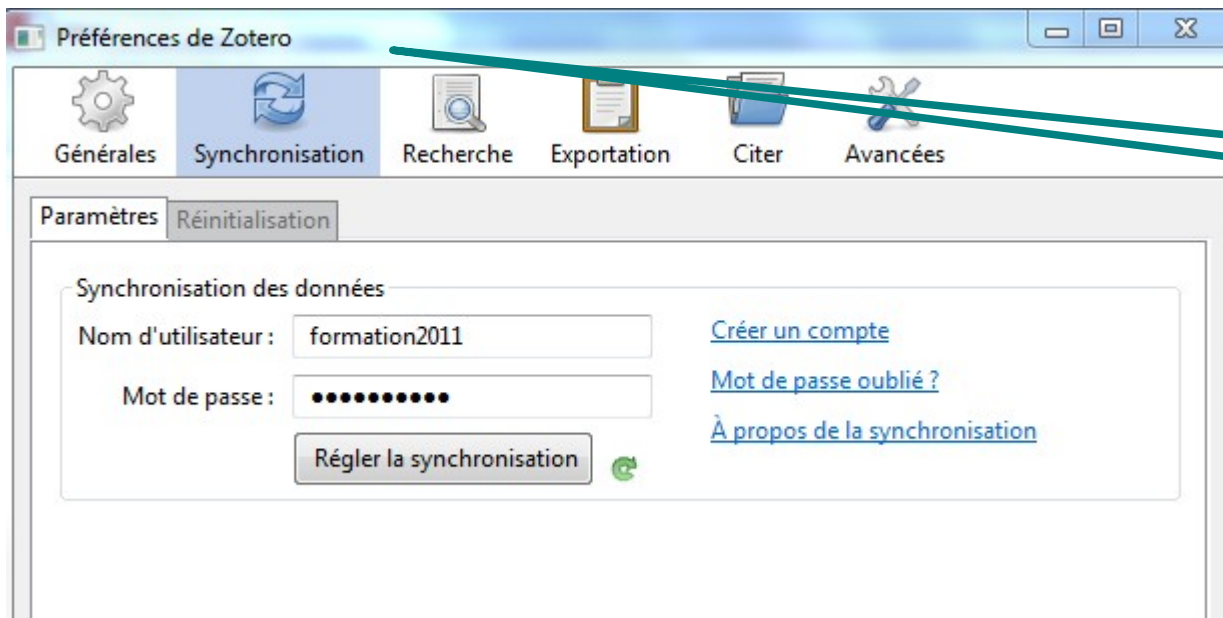 Préférences de Zotero
Générales Synchronisation Recherche Exportation Citer Avancées
Paramètres Réinitialisation
Synchronisation des données
Nom d'utilisateur : formation2011 Créer un compte
Mot de passe : ●●●●●●●●●● Mot de passe oublié ?
À propos de la synchronisation
Régler la synchronisation